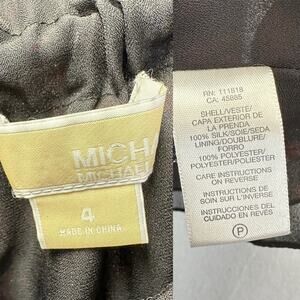 MICH
MICHAE
4
MADE IN CHINA
RN: 111818
CA: 45885
SHELL/VESTE/
CAPA EXTERIOR DE
LA PRENDA
100% SILK/SOIE/SEDA
LINING/DOUBLURE/
FORRO
100% POLYESTER/
POLYESTER/POLIESTER
CARE INSTRUCTIONS
ON REVERSE
INSTRUCTIONS DE
SOIN SUR L'INVERSE
INSTRUCCIONES DEL
CUIDADO EN REVÉS
P